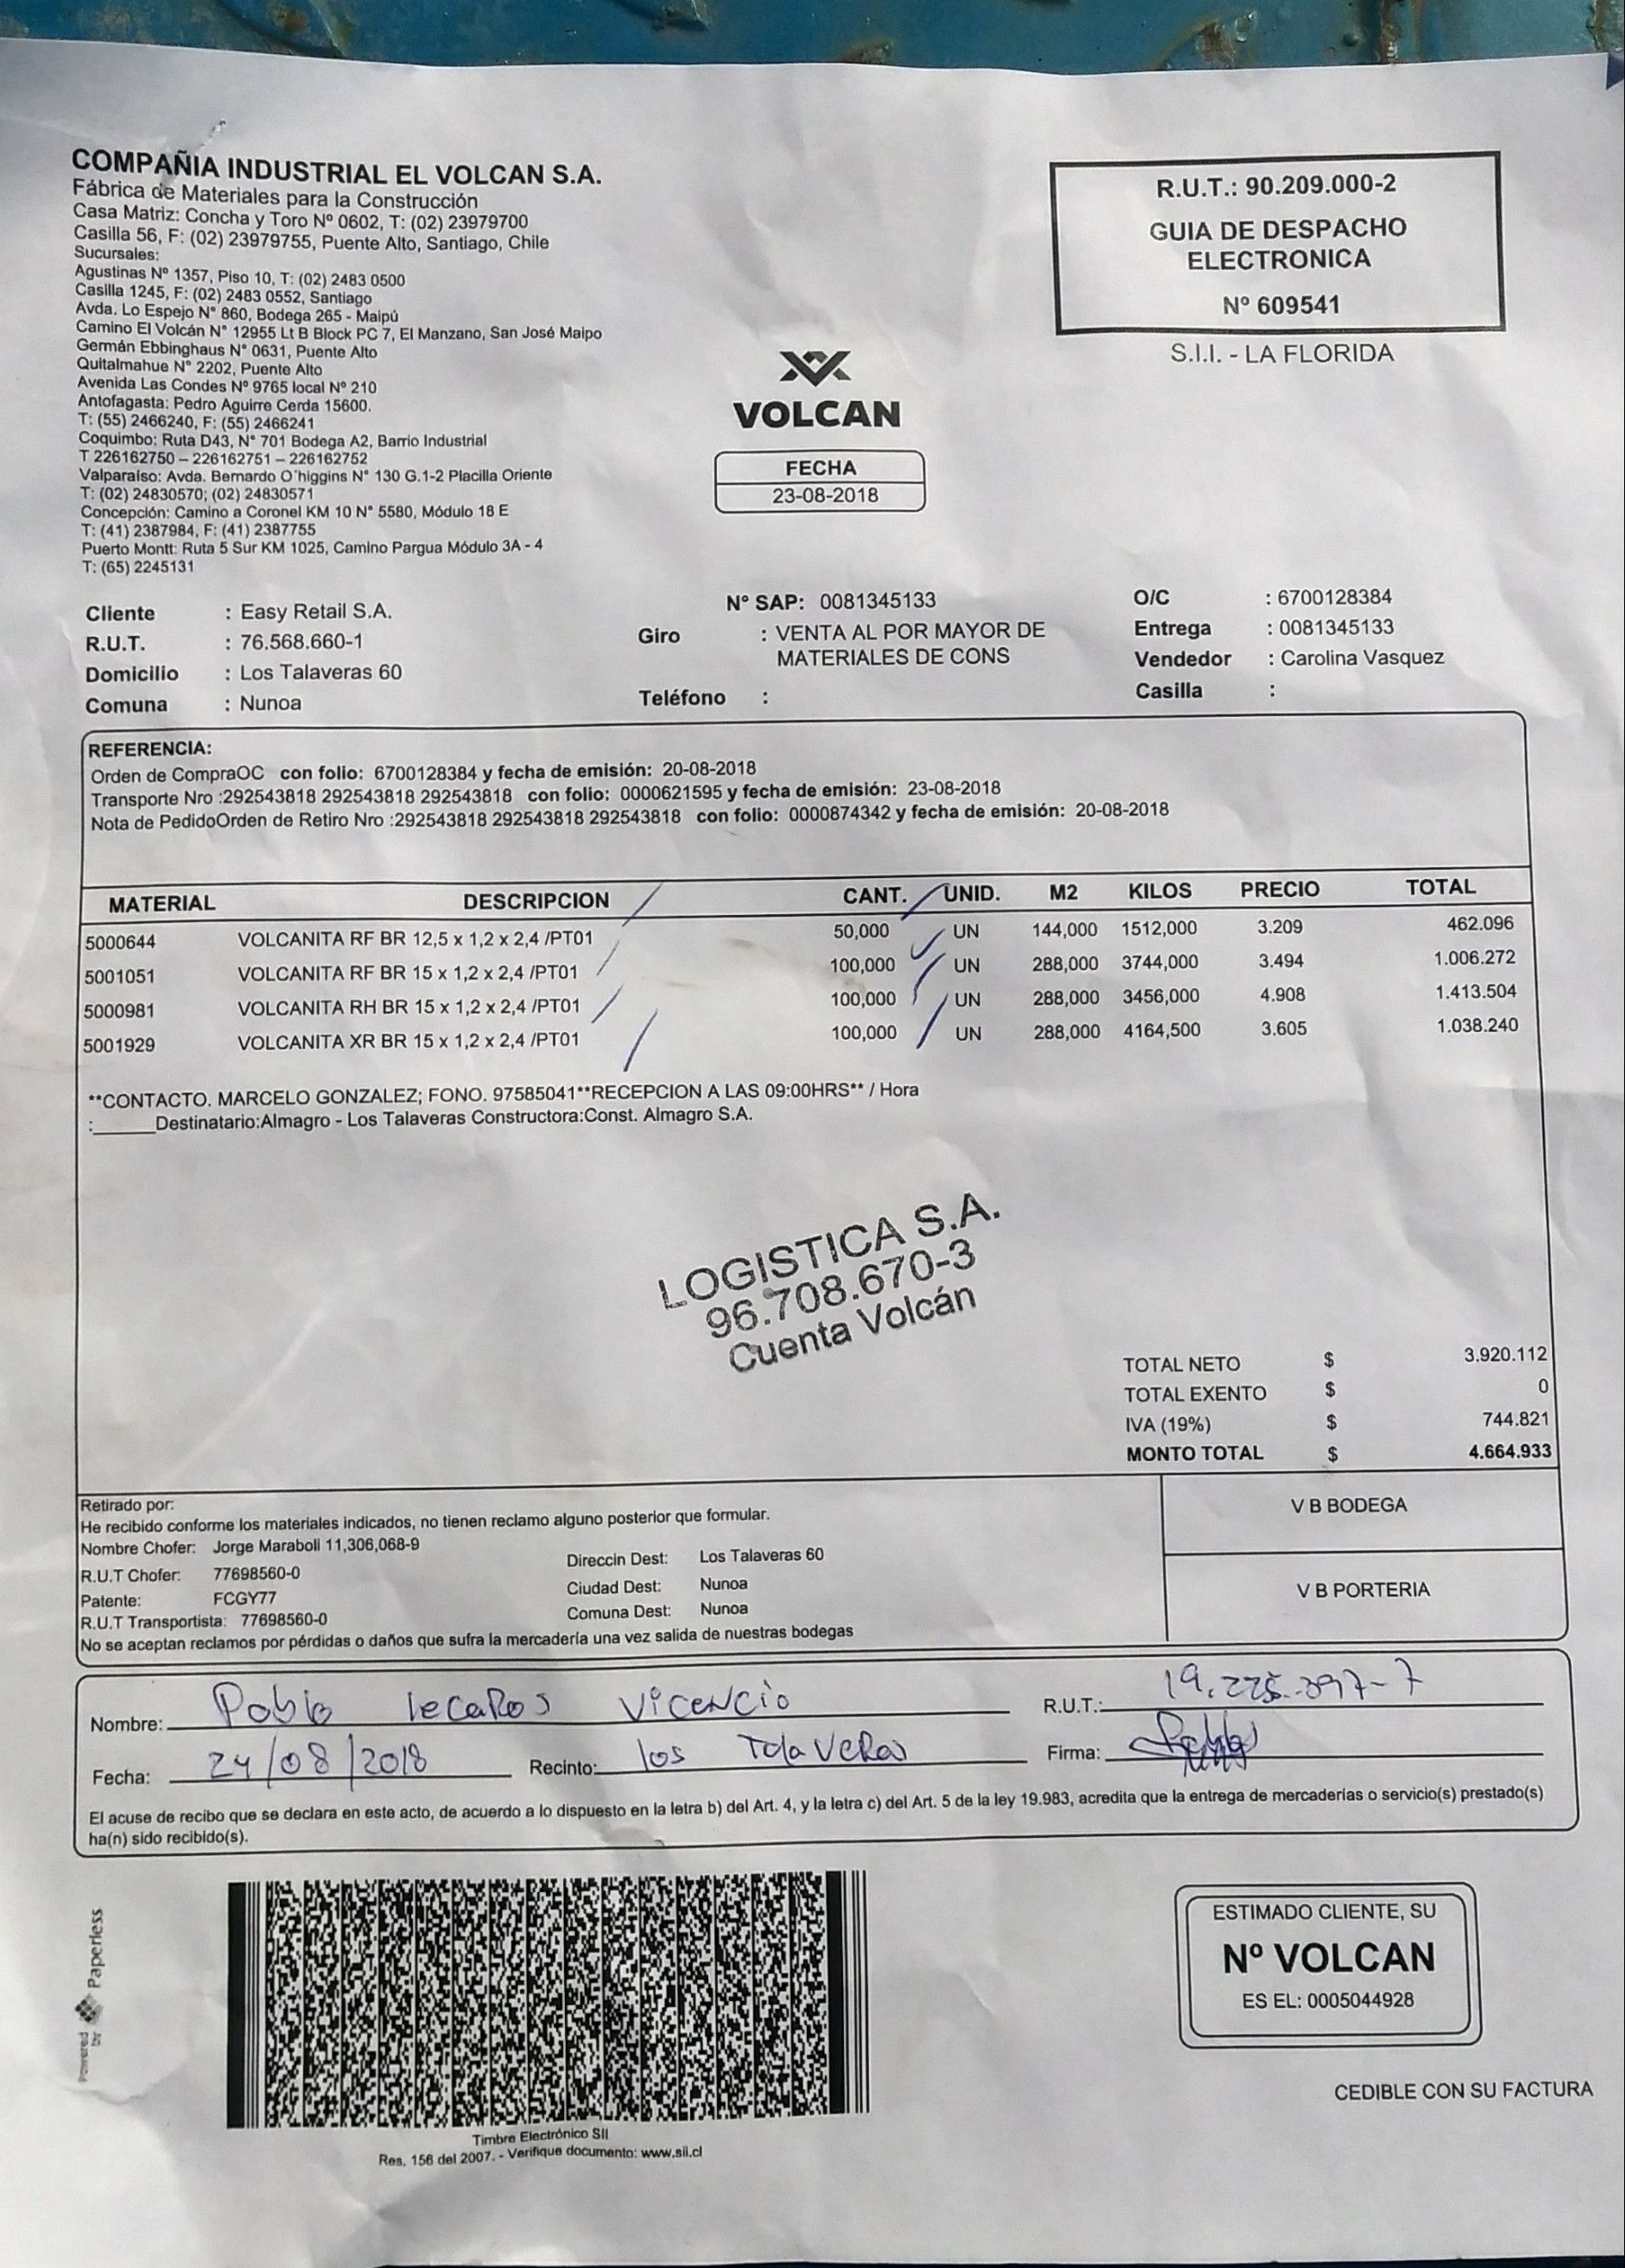 COMPAÑIA INDUSTRIAL EL VOLCAN S.A.
Fábrica de Materiales para la Construcción
Casa Matriz: Concha y Toro Nº 0602, T: (02) 23979700
Casilla 56, F: (02) 23979755, Puente Alto, Santiago, Chile
Sucursales:
Agustinas Nº 1357, Piso 10, T: (02) 2483 0500
Casilla 1245, F: (02) 2483 0552, Santiago
Avda. Lo Espejo N° 860, Bodega 265 - Maipú
Camino El Volcán N° 12955 Lt B Block PC 7, El Manzano, San José Maipo
Germán Ebbinghaus N° 0631, Puente Alto
Quitalmahue N° 2202, Puente Alto
Avenida Las Condes Nº 9765 local Nº 210
Antofagasta: Pedro Aguirre Cerda 15600.
T: (55) 2466240, F: (55) 2466241
Coquimbo: Ruta D43, N° 701 Bodega A2, Barrio Industrial
T 226162750 – 226162751 – 226162752
Valparaíso: Avda. Bernardo O'higgins N° 130 G.1-2 Placilla Oriente
T: (02) 24830570; (02) 24830571
Concepción: Camino a Coronel KM 10 N° 5580, Módulo 18 E
T: (41) 2387984, F: (41) 2387755
Puerto Montt: Ruta 5 Sur KM 1025, Camino Pargua Módulo 3A - 4
T: (65) 2245131
R.U.T.: 90.209.000-2
GUIA DE DESPACHO
ELECTRONICA
Nº 609541
S.I.I. - LA FLORIDA
VOLCAN
FECHA
23-08-2018
Cliente : Easy Retail S.A.
R.U.T. : 76.568.660-1
Domicilio : Los Talaveras 60
Comuna : Nunoa
N° SAP: 0081345133
Giro : VENTA AL POR MAYOR DE
MATERIALES DE CONS
Teléfono :
O/C : 6700128384
Entrega : 0081345133
Vendedor : Carolina Vasquez
Casilla :
REFERENCIA:
Orden de CompraOC con folio: 6700128384 y fecha de emisión: 20-08-2018
Transporte Nro :292543818 292543818 292543818 con folio: 0000621595 y fecha de emisión: 23-08-2018
Nota de PedidoOrden de Retiro Nro :292543818 292543818 292543818 con folio: 0000874342 y fecha de emisión: 20-08-2018
MATERIAL DESCRIPCION CANT. UNID. M2 KILOS PRECIO TOTAL
5000644 VOLCANITA RF BR 12,5 x 1,2 x 2,4 /PT01 50,000 UN 144,000 1512,000 3.209 462.096
5001051 VOLCANITA RF BR 15 x 1,2 x 2,4 /PT01 100,000 UN 288,000 3744,000 3.494 1.006.272
5000981 VOLCANITA RH BR 15 x 1,2 x 2,4 /PT01 100,000 UN 288,000 3456,000 4.908 1.413.504
5001929 VOLCANITA XR BR 15 x 1,2 x 2,4 /PT01 100,000 UN 288,000 4164,500 3.605 1.038.240
**CONTACTO. MARCELO GONZALEZ; FONO. 97585041**RECEPCION A LAS 09:00HRS** / Hora
:______Destinatario:Almagro - Los Talaveras Constructora:Const. Almagro S.A.
LOGISTICA S.A.
96.708.670-3
Cuenta Volcán
TOTAL NETO $ 3.920.112
TOTAL EXENTO $ 0
IVA (19%) $ 744.821
MONTO TOTAL $ 4.664.933
Retirado por:
He recibido conforme los materiales indicados, no tienen reclamo alguno posterior que formular.
Nombre Chofer: Jorge Maraboli 11,306,068-9
R.U.T Chofer: 77698560-0
Patente: FCGY77
R.U.T Transportista: 77698560-0
Direccin Dest: Los Talaveras 60
Ciudad Dest: Nunoa
Comuna Dest: Nunoa
No se aceptan reclamos por pérdidas o daños que sufra la mercadería una vez salida de nuestras bodegas
V B BODEGA
V B PORTERIA
Nombre: Pablo lecaRos VicENCio R.U.T.: 19.225.397-7
Fecha: 24/08/2018 Recinto: los TalaVeRas Firma:
El acuse de recibo que se declara en este acto, de acuerdo a lo dispuesto en la letra b) del Art. 4, y la letra c) del Art. 5 de la ley 19.983, acredita que la entrega de mercaderías o servicio(s) prestado(s)
ha(n) sido recibido(s).
Powered by Paperless
Timbre Electrónico SII
Res. 156 del 2007. - Verifique documento: www.sii.cl
ESTIMADO CLIENTE, SU
Nº VOLCAN
ES EL: 0005044928
CEDIBLE CON SU FACTURA